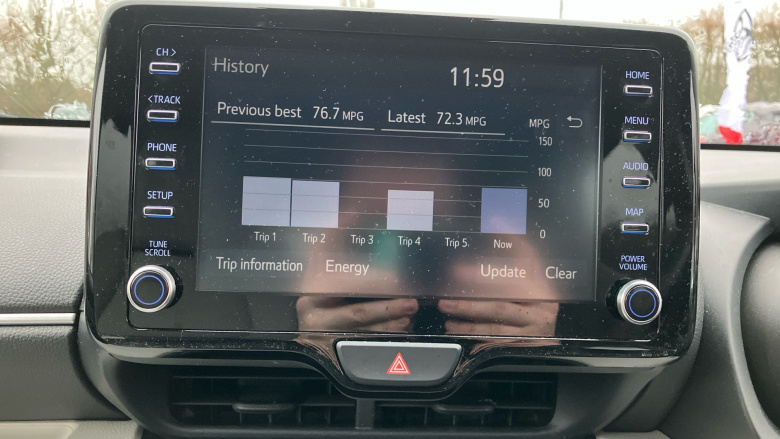 CH >
< TRACK
PHONE
SETUP
TUNE
SCROLL
History
11:59
Previous best 76.7 MPG Latest 72.3 MPG MPG
150
100
50
0
Trip 1 Trip 2 Trip 3 Trip 4 Trip 5 Now
Trip information Energy Update Clear
HOME
MENU
AUDIO
MAP
POWER
VOLUME